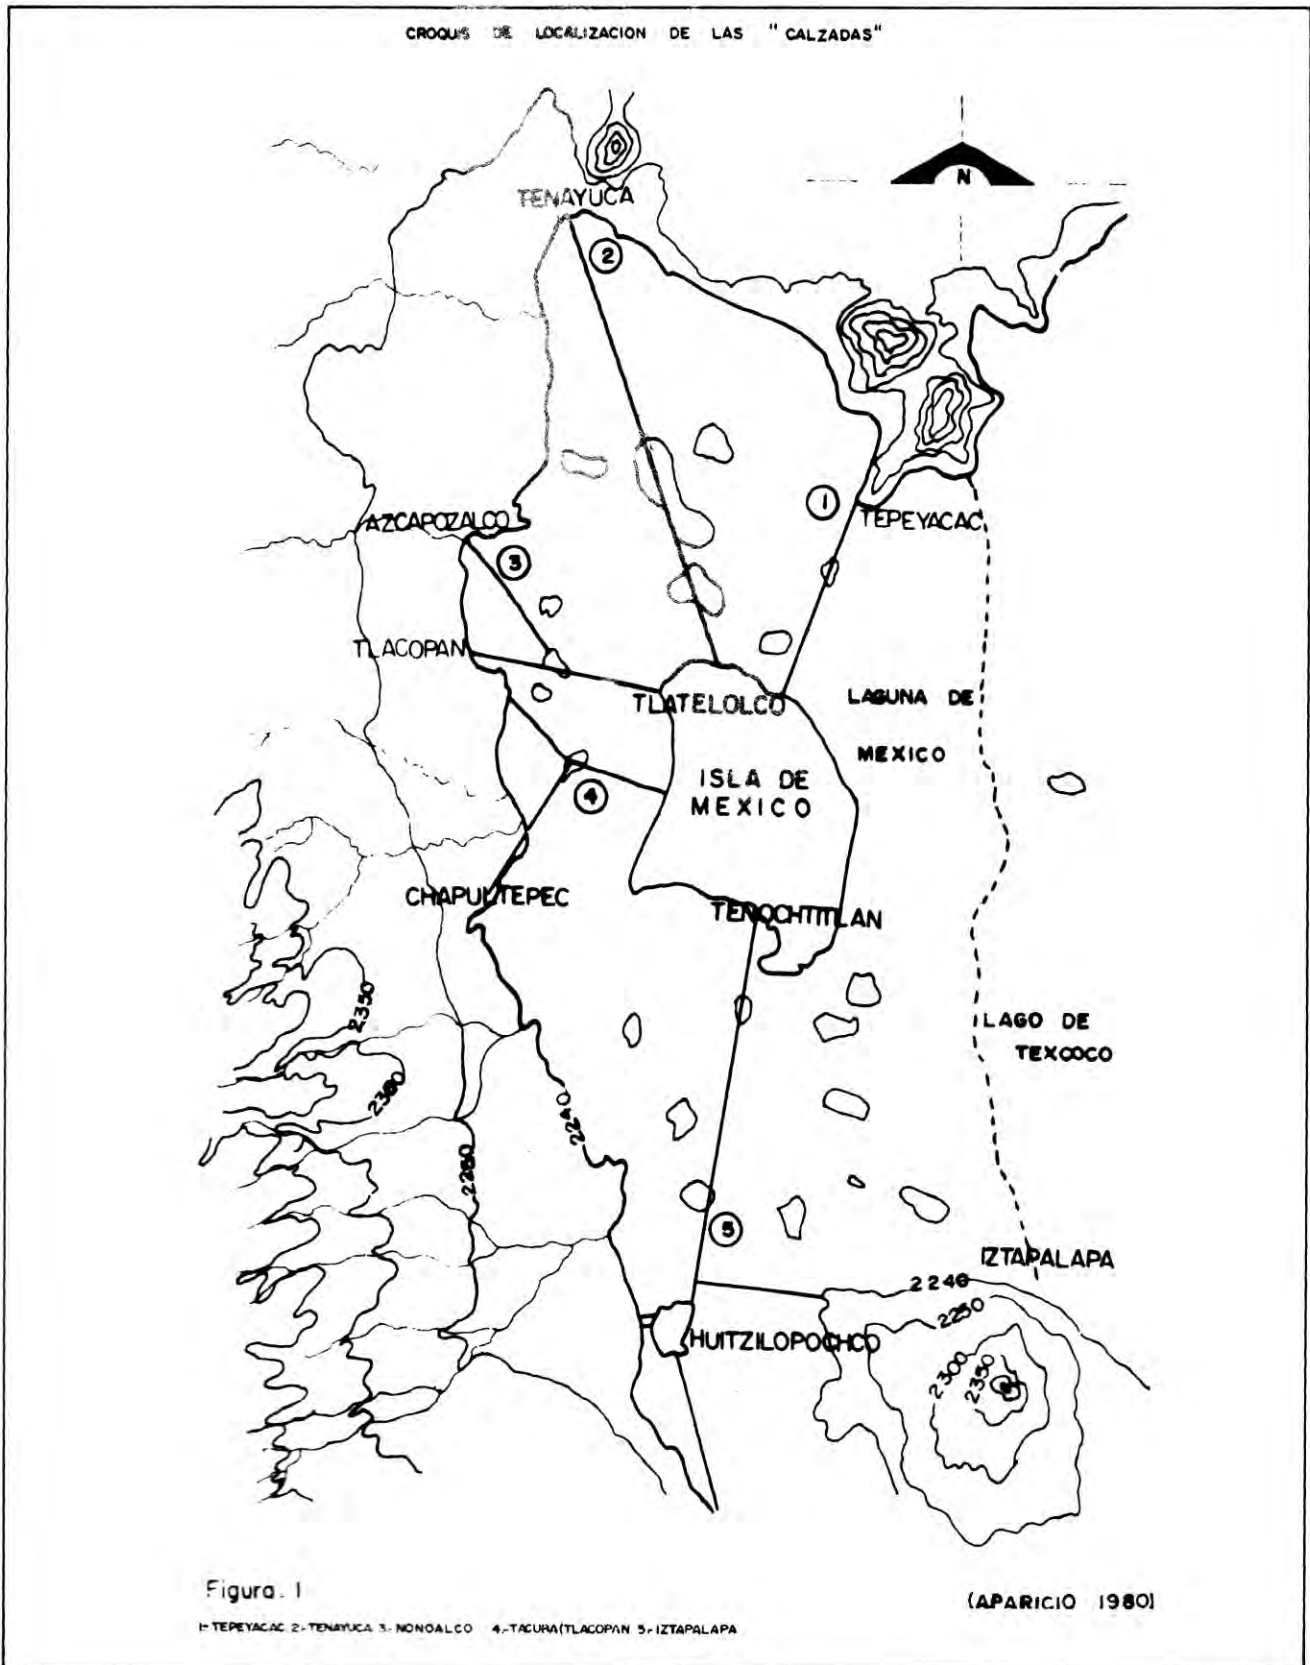 CROQUIS DE LOCALIZACION DE LAS "CALZADAS"
N
TENAYUCA
2
1
AZCAPOZALCO
TEPEYACAC
3
TLACOPAN
TLATELOLCO
LAGUNA DE
MEXICO
ISLA DE
MEXICO
4
CHAPULTEPEC
TENOCHTITLAN
2350
LAGO DE
TEXCOCO
2300
2240
2280
5
IZTAPALAPA
2240
2250
HUITZILOPOCHCO
2300
2350
Figura. 1
(APARICIO 1980)
1-TEPEYACAC 2-TENAYUCA 3-NONOALCO 4.-TACUBA(TLACOPAN 5-IZTAPALAPA